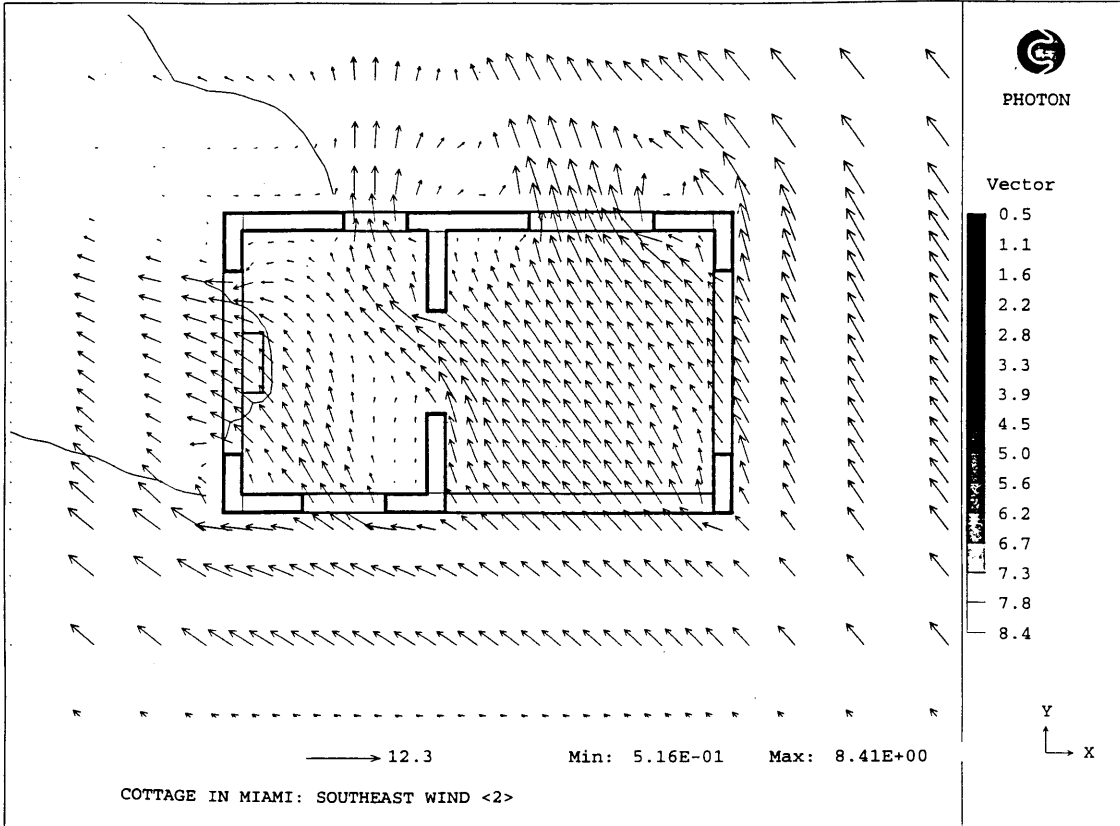 PHOTON
Vector
0.5
1.1
1.6
2.2
2.8
3.3
3.9
4.5
5.0
5.6
6.2
6.7
7.3
7.8
8.4
Y
X
12.3 Min: 5.16E-01 Max: 8.41E+00
COTTAGE IN MIAMI: SOUTHEAST WIND <2>